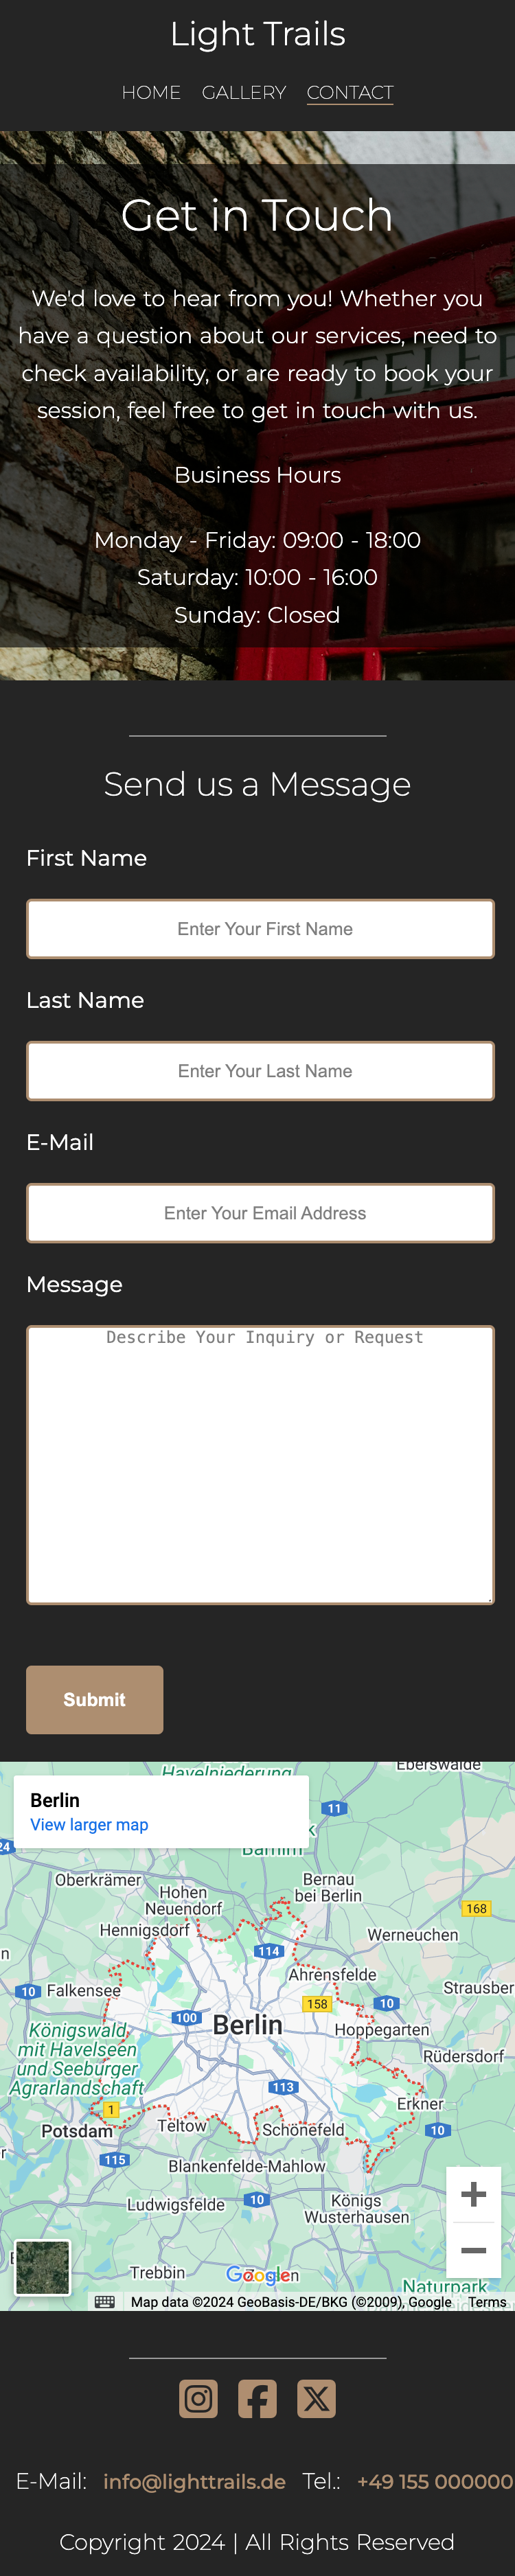 Light Trails
HOME GALLERY CONTACT
Get in Touch
We'd love to hear from you! Whether you
have a question about our services, need to
check availability, or are ready to book your
session, feel free to get in touch with us.
Business Hours
Monday - Friday: 09:00 - 18:00
Saturday: 10:00 - 16:00
Sunday: Closed
Send us a Message
First Name
Enter Your First Name
Last Name
Enter Your Last Name
E-Mail
Enter Your Email Address
Message
Describe Your Inquiry or Request
Submit
Havelniederung
Eberswalde
Berlin
View larger map
11
24
Barnim
Oberkrämer
Bernau
bei Berlin
Hohen
Neuendorf
168
Hennigsdorf
Werneuchen
114
Ahrensfelde
10 Falkensee
Strausber
158
10
100
Berlin
Hoppegarten
Königswald
mit Havelseen
und Seeburger
Agrarlandschaft
Rüdersdorf
113
Erkner
1
Potsdam
Teltow
Schönefeld
10
115
Blankenfelde-Mahlow
Ludwigsfelde
10
Königs
Wusterhausen
Trebbin
Google
Naturpark
Map data ©2024 GeoBasis-DE/BKG (©2009), Google Terms
E-Mail: info@lighttrails.de Tel.: +49 155 000000
Copyright 2024 | All Rights Reserved